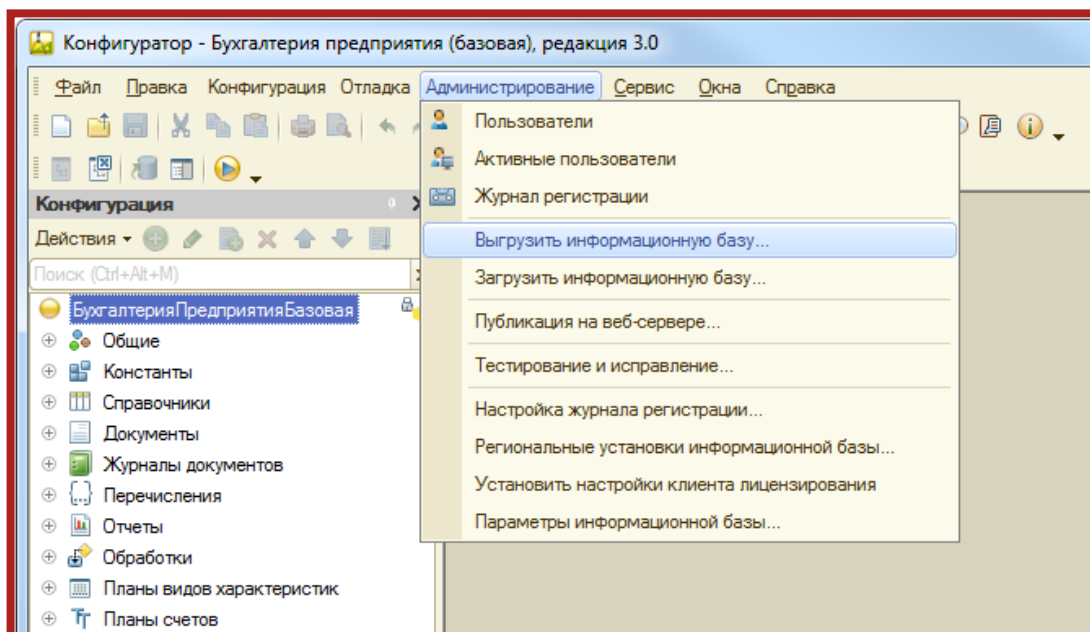 Конфигуратор - Бухгалтерия предприятия (базовая), редакция 3.0
Файл Правка Конфигурация Отладка Администрирование Сервис Окна Справка
Пользователи
Активные пользователи
Журнал регистрации
Выгрузить информационную базу...
Загрузить информационную базу...
Публикация на веб-сервере...
Тестирование и исправление...
Настройка журнала регистрации...
Региональные установки информационной базы...
Установить настройки клиента лицензирования
Параметры информационной базы...
Конфигурация
Действия
Поиск (Ctrl+Alt+M)
БухгалтерияПредприятияБазовая
Общие
Константы
Справочники
Документы
Журналы документов
Перечисления
Отчеты
Обработки
Планы видов характеристик
Планы счетов